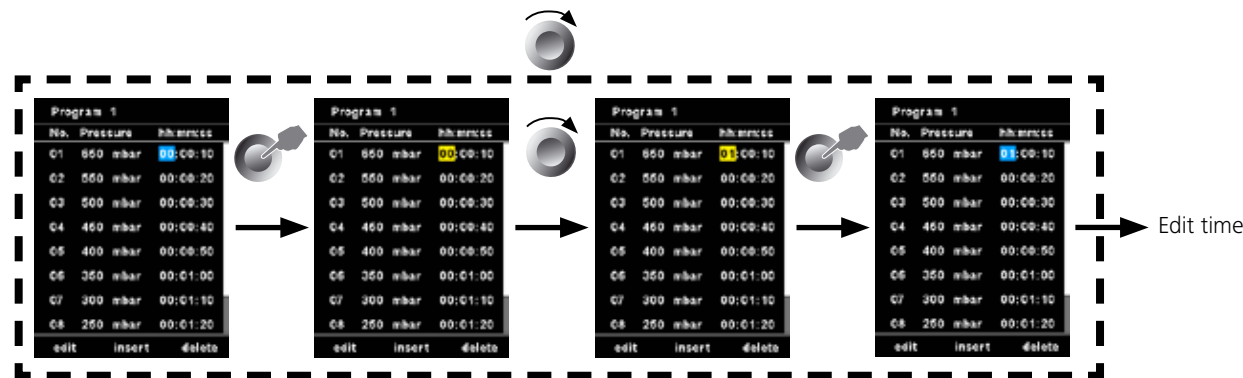 Program 1
No. Pressure hh:mm:ss
01 650 mbar 00:00:10
02 550 mbar 00:00:20
03 500 mbar 00:00:30
04 450 mbar 00:00:40
05 400 mbar 00:00:50
06 350 mbar 00:01:00
07 300 mbar 00:01:10
08 250 mbar 00:01:20
edit insert delete
Program 1
No. Pressure hh:mm:ss
01 650 mbar 00:00:10
02 550 mbar 00:00:20
03 500 mbar 00:00:30
04 450 mbar 00:00:40
05 400 mbar 00:00:50
06 350 mbar 00:01:00
07 300 mbar 00:01:10
08 250 mbar 00:01:20
edit insert delete
Program 1
No. Pressure hh:mm:ss
01 650 mbar 01:00:10
02 550 mbar 00:00:20
03 500 mbar 00:00:30
04 450 mbar 00:00:40
05 400 mbar 00:00:50
06 350 mbar 00:01:00
07 300 mbar 00:01:10
08 250 mbar 00:01:20
edit insert delete
Program 1
No. Pressure hh:mm:ss
01 650 mbar 01:00:10
02 550 mbar 00:00:20
03 500 mbar 00:00:30
04 450 mbar 00:00:40
05 400 mbar 00:00:50
06 350 mbar 00:01:00
07 300 mbar 00:01:10
08 250 mbar 00:01:20
edit insert delete
Edit time